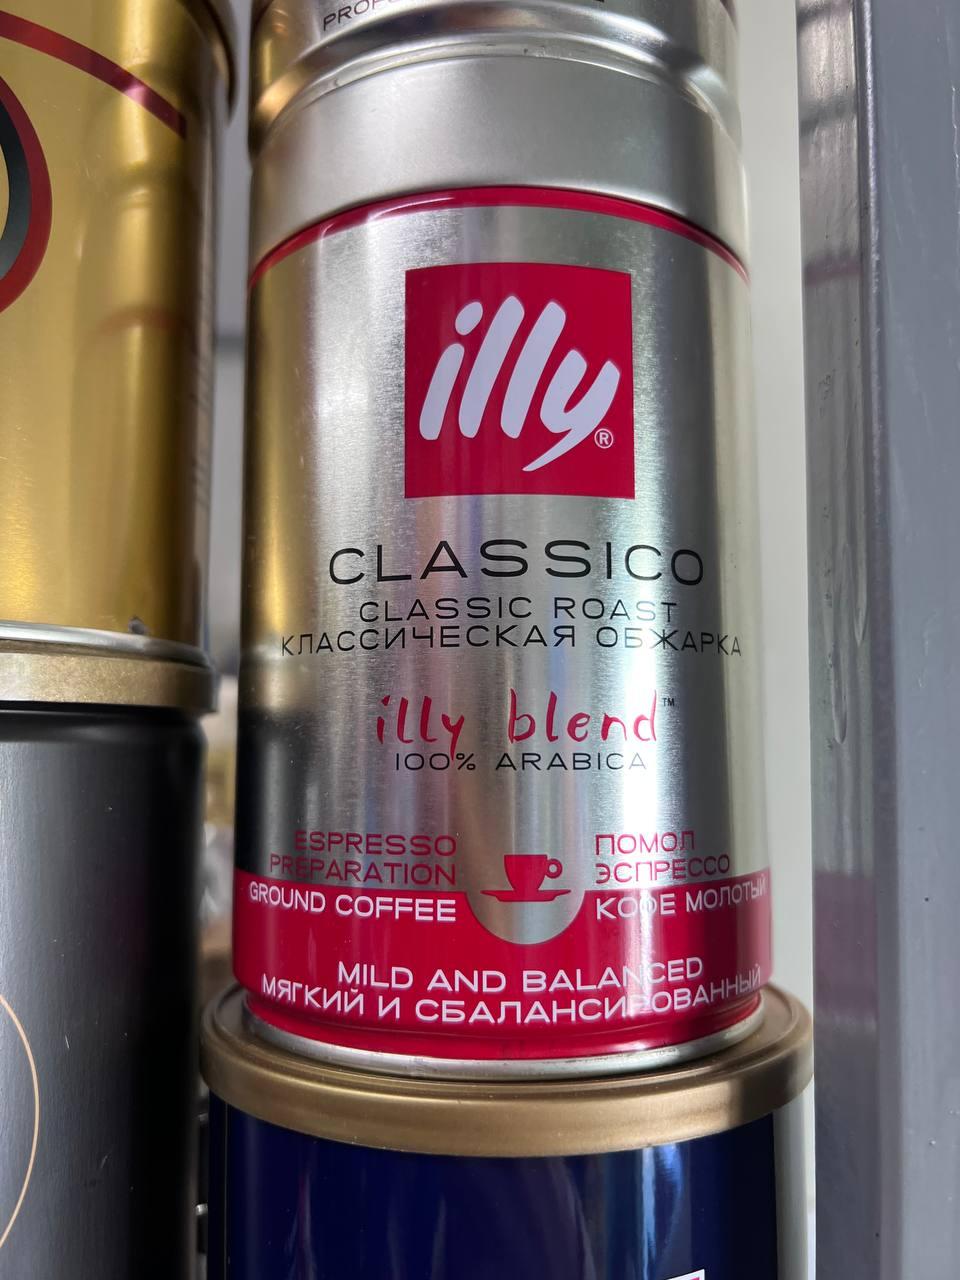 illy®
CLASSICO
CLASSIC ROAST
КЛАССИЧЕСКАЯ ОБЖАРКА
illy blend™
100% ARABICA
ESPRESSO
PREPARATION
GROUND COFFEE
ПОМОЛ
ЭСПРЕССО
КОФЕ МОЛОТЫЙ
MILD AND BALANCED
МЯГКИЙ И СБАЛАНСИРОВАННЫЙ